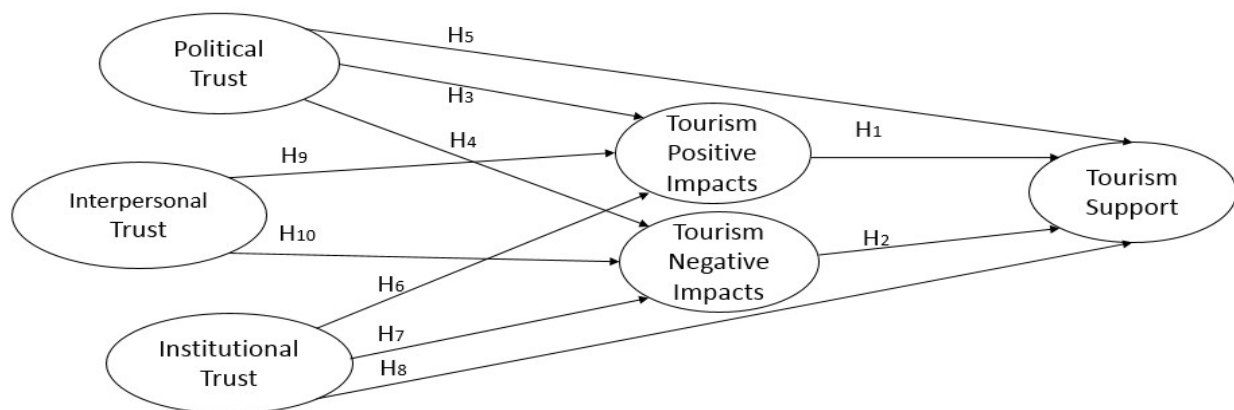 Political
Trust
H5
H3
H4
H9
Interpersonal
Trust
H10
H6
Institutional
Trust
H7
H8
Tourism
Positive
Impacts
H1
Tourism
Negative
Impacts
H2
Tourism
Support